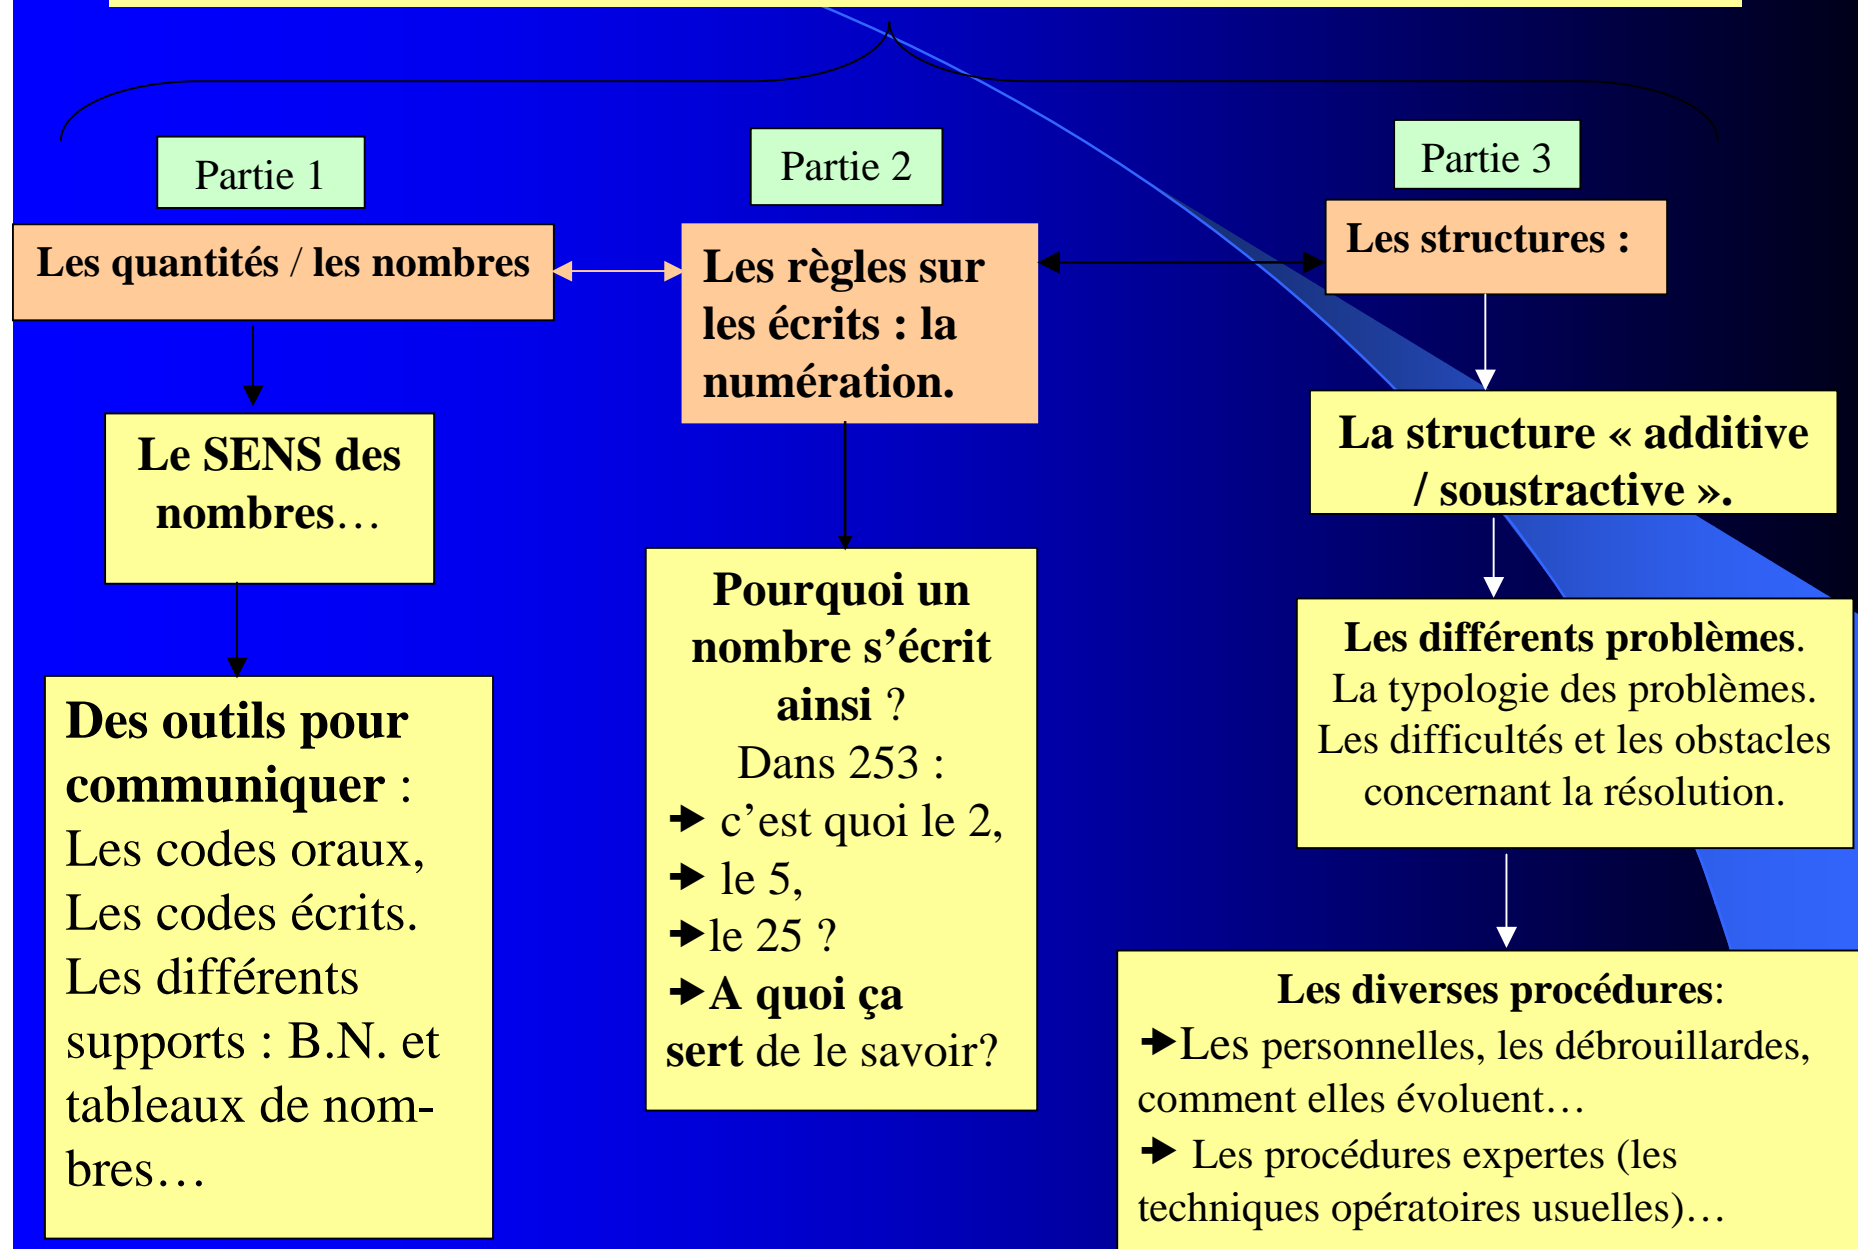 Partie 1
Les quantités / les nombres
Le SENS des
nombres…
Des outils pour
communiquer :
Les codes oraux,
Les codes écrits.
Les différents
supports : B.N. et
tableaux de nom-
bres…
Partie 2
Les règles sur
les écrits : la
numération.
Pourquoi un
nombre s’écrit
ainsi ?
Dans 253 :
➔ c’est quoi le 2,
➔ le 5,
➔le 25 ?
➔A quoi ça
sert de le savoir?
Partie 3
Les structures :
La structure « additive
/ soustractive ».
Les différents problèmes.
La typologie des problèmes.
Les difficultés et les obstacles
concernant la résolution.
Les diverses procédures:
➔Les personnelles, les débrouillardes,
comment elles évoluent…
➔ Les procédures expertes (les
techniques opératoires usuelles)…